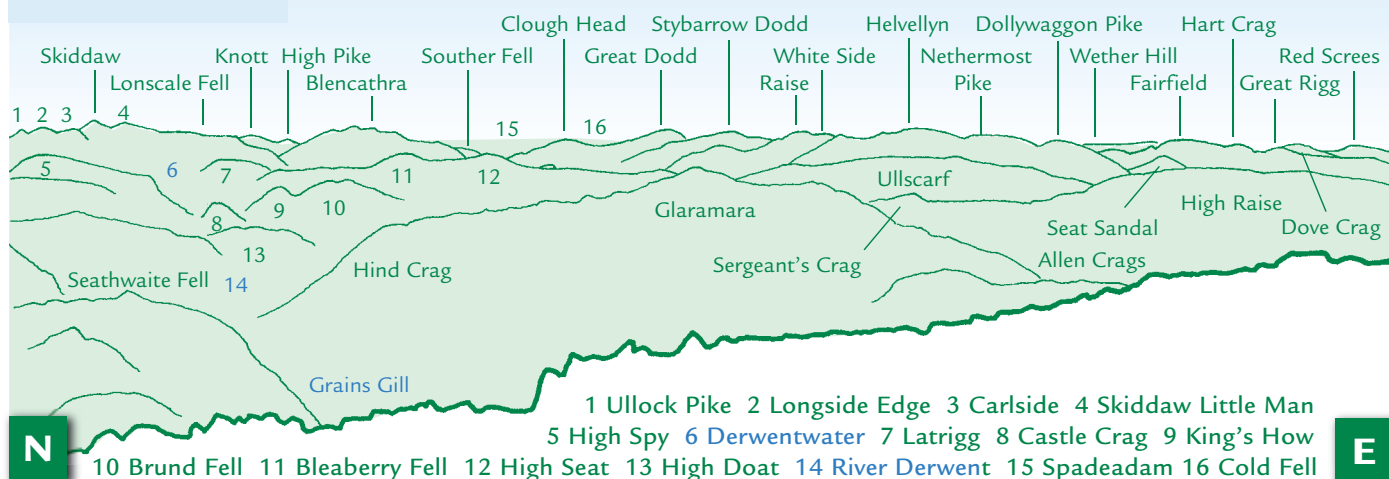 Clough Head Stybarrow Dodd Helvellyn Dollywaggon Pike Hart Crag
Skiddaw Knott High Pike Souther Fell Great Dodd White Side Nethermost Wether Hill Red Screes
Lonscale Fell Blencathra Raise Pike Fairfield Great Rigg
1 2 3 4
15 16
5 6 7 11 12 Ullscarf
8 9 10 Glaramara High Raise
Seat Sandal Dove Crag
13 Hind Crag Sergeant's Crag Allen Crags
Seathwaite Fell 14
Grains Gill
1 Ullock Pike 2 Longside Edge 3 Carlside 4 Skiddaw Little Man
N 5 High Spy 6 Derwentwater 7 Latrigg 8 Castle Crag 9 King's How E
10 Brund Fell 11 Bleaberry Fell 12 High Seat 13 High Doat 14 River Derwent 15 Spadeadam 16 Cold Fell